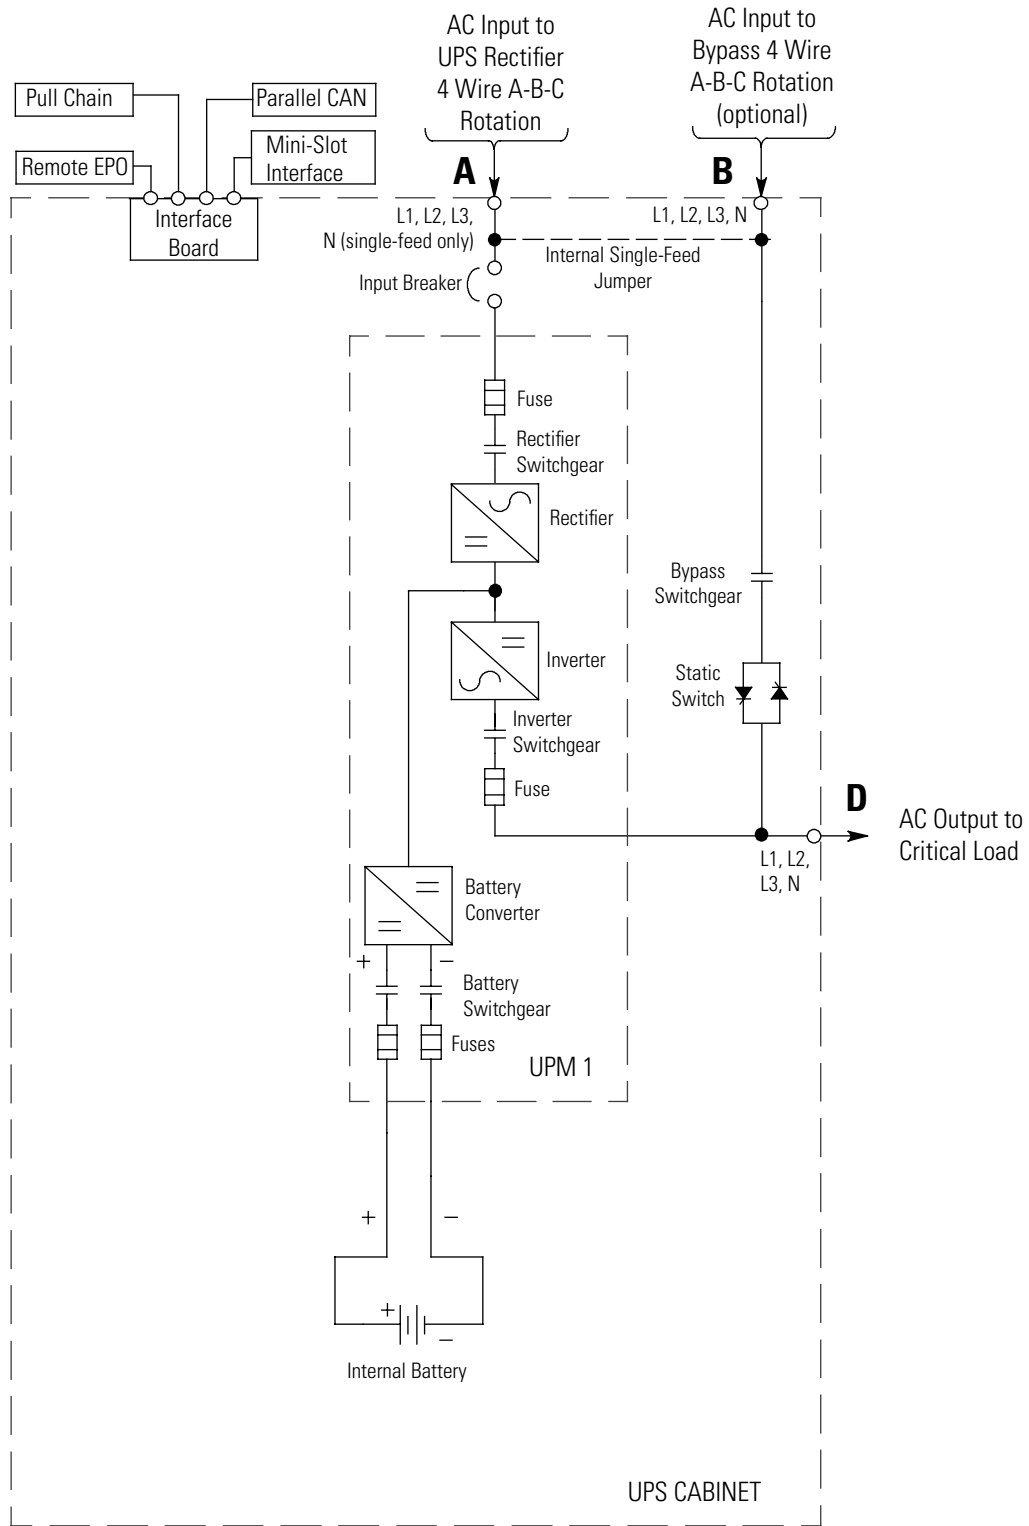 AC Input to
UPS Rectifier
4 Wire A-B-C
Rotation
AC Input to
Bypass 4 Wire
A-B-C Rotation
(optional)
Pull Chain
Parallel CAN
Remote EPO
Mini-Slot
Interface
Interface
Board
A
B
L1, L2, L3,
N (single-feed only)
L1, L2, L3, N
Internal Single-Feed
Jumper
Input Breaker
Fuse
Rectifier
Switchgear
Rectifier
Bypass
Switchgear
Inverter
Static
Switch
Inverter
Switchgear
Fuse
D
AC Output to
Critical Load
L1, L2,
L3, N
Battery
Converter
+ –
Battery
Switchgear
Fuses
UPM 1
+ –
+
–
Internal Battery
UPS CABINET